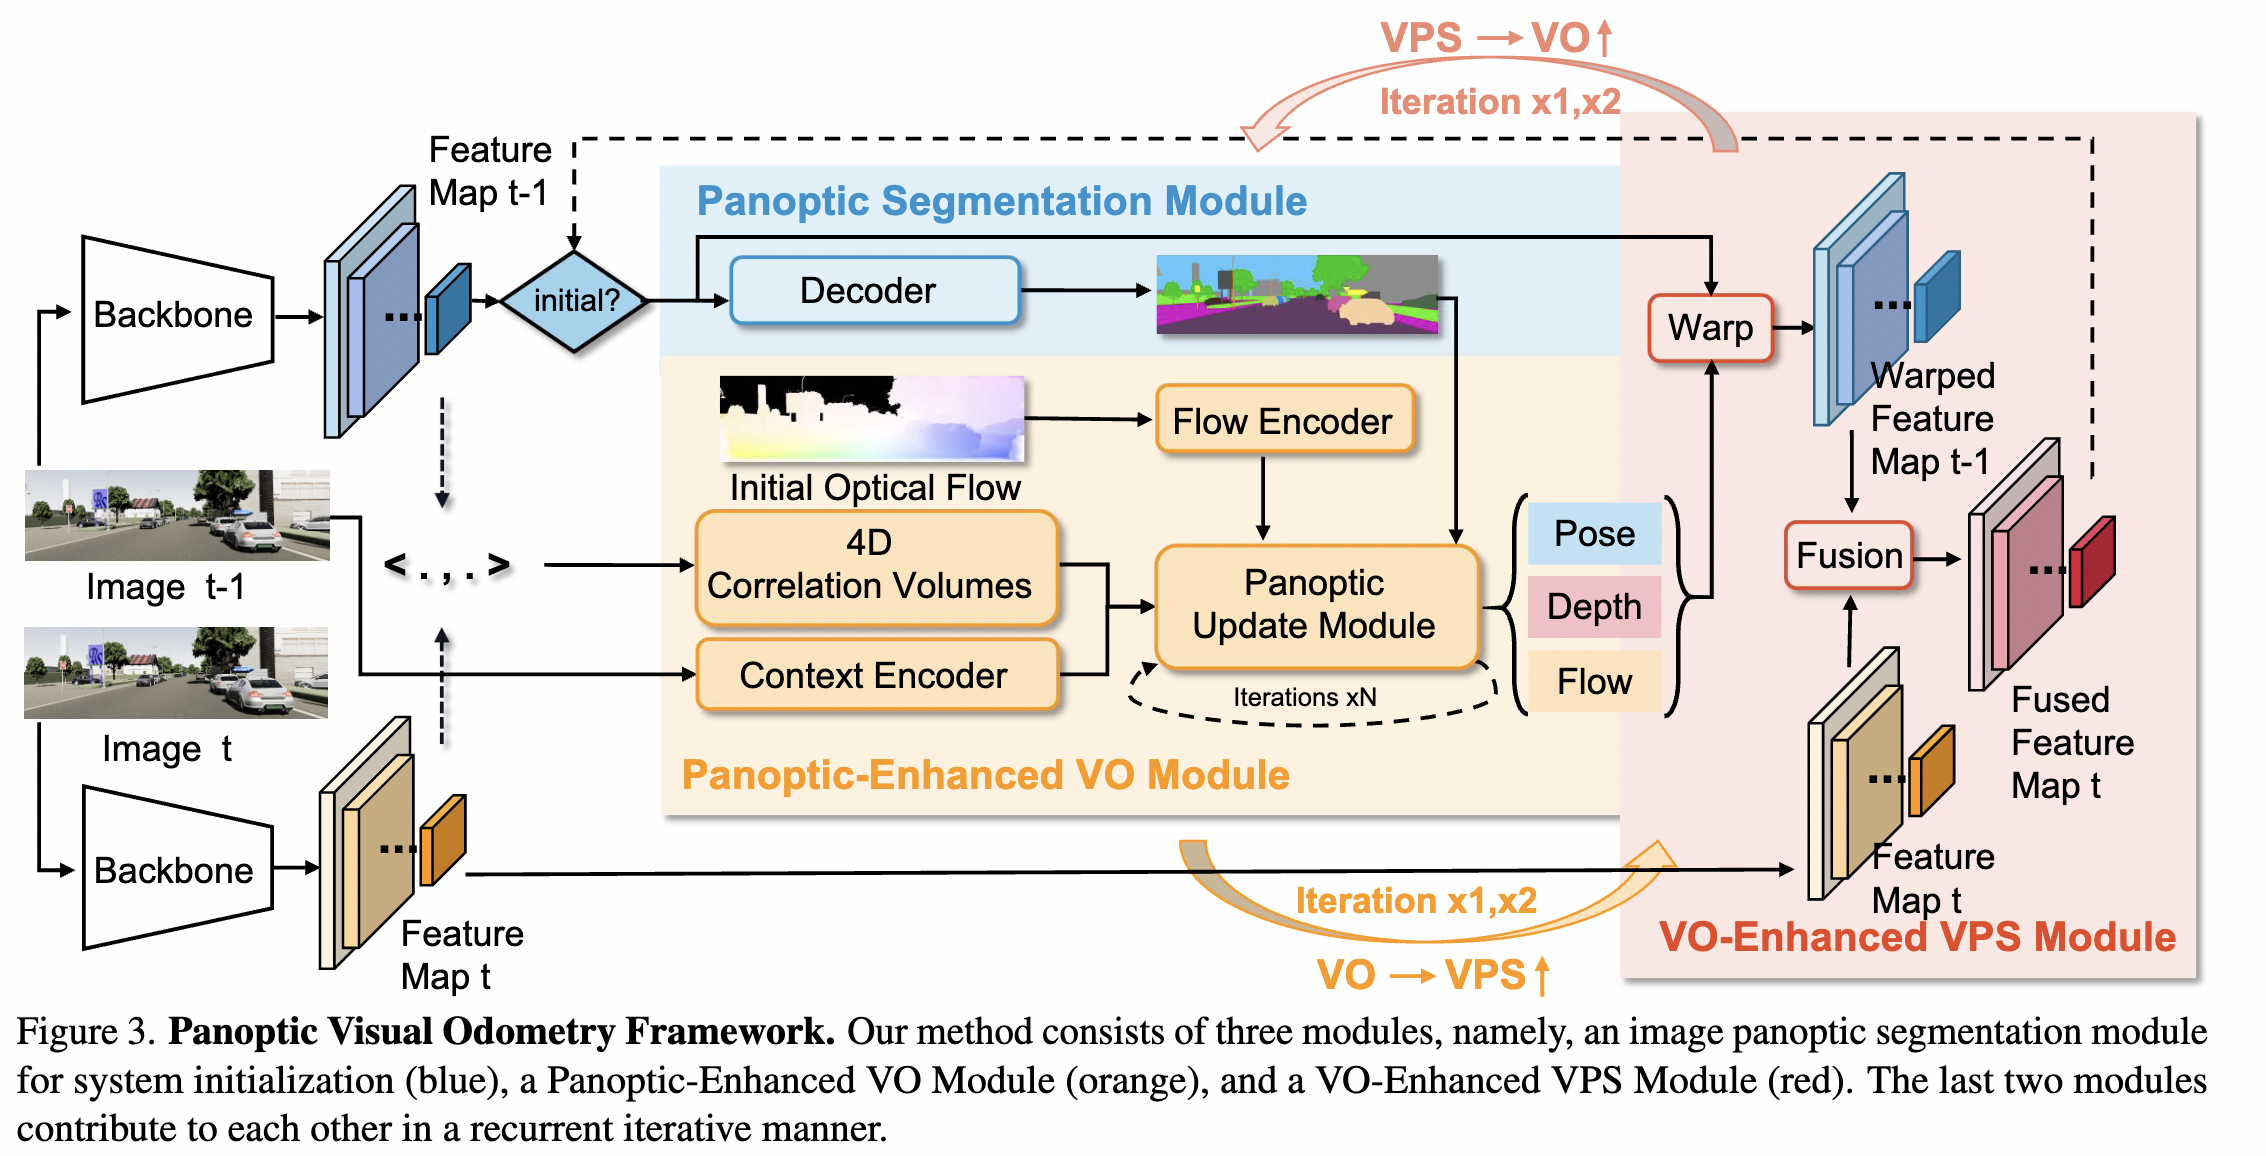 VPS → VO↑
Iteration x1,x2
Feature
Map t-1
Panoptic Segmentation Module
Backbone
initial?
Decoder
Warp
Warped
Feature
Map t-1
Flow Encoder
Initial Optical Flow
Image t-1
< . , . >
4D
Correlation Volumes
Panoptic
Update Module
Pose
Depth
Flow
Fusion
Context Encoder
Iterations xN
Image t
Fused
Feature
Map t
Panoptic-Enhanced VO Module
Backbone
Feature
Map t
Feature
Map t
Iteration x1,x2
VO → VPS↑
VO-Enhanced VPS Module
Figure 3. Panoptic Visual Odometry Framework. Our method consists of three modules, namely, an image panoptic segmentation module
for system initialization (blue), a Panoptic-Enhanced VO Module (orange), and a VO-Enhanced VPS Module (red). The last two modules
contribute to each other in a recurrent iterative manner.